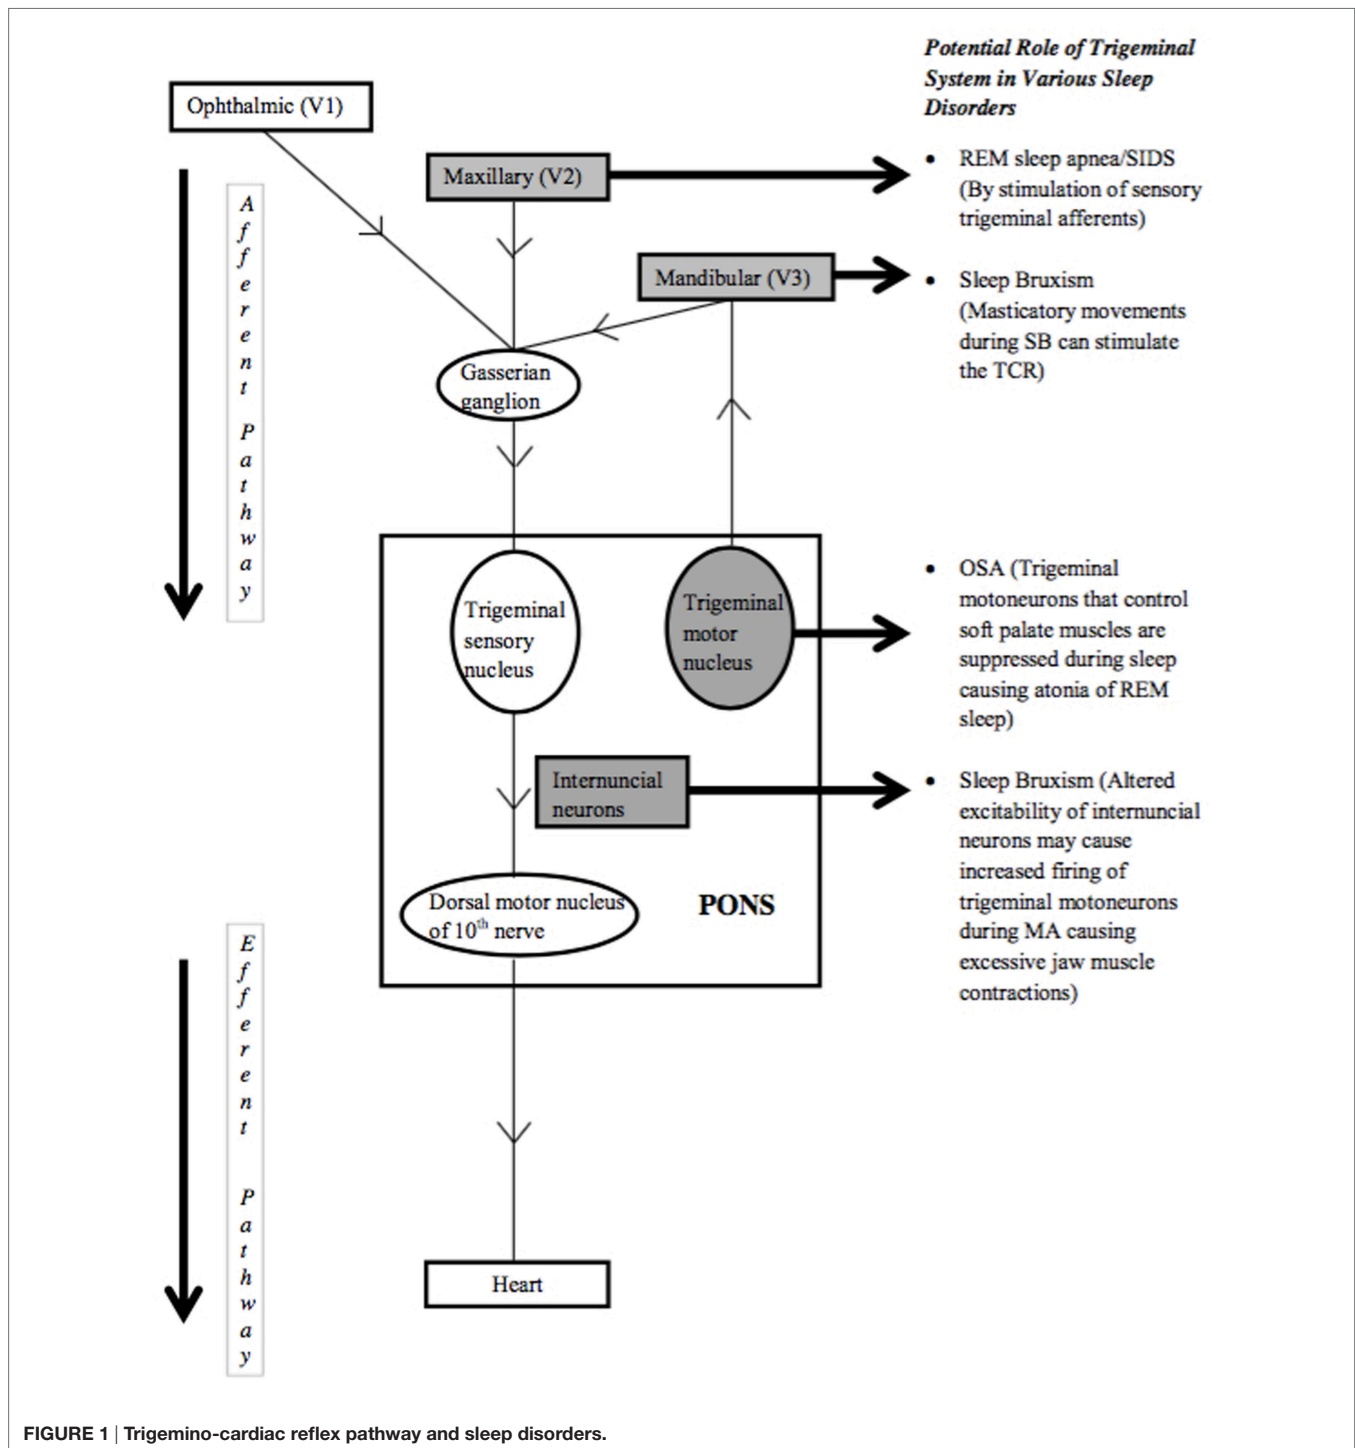 Potential Role of Trigeminal
System in Various Sleep
Disorders
Ophthalmic (V1)
Maxillary (V2)
• REM sleep apnea/SIDS
(By stimulation of sensory
trigeminal afferents)
Mandibular (V3)
• Sleep Bruxism
(Masticatory movements
during SB can stimulate
the TCR)
Afferent Pathway
Gasserian
ganglion
Trigeminal
sensory
nucleus
Trigeminal
motor
nucleus
• OSA (Trigeminal
motoneurons that control
soft palate muscles are
suppressed during sleep
causing atonia of REM
sleep)
Internuncial
neurons
• Sleep Bruxism (Altered
excitability of internuncial
neurons may cause
increased firing of
trigeminal motoneurons
during MA causing
excessive jaw muscle
contractions)
Dorsal motor nucleus
of 10th nerve
PONS
Efferent Pathway
Heart
FIGURE 1 | Trigemino-cardiac reflex pathway and sleep disorders.